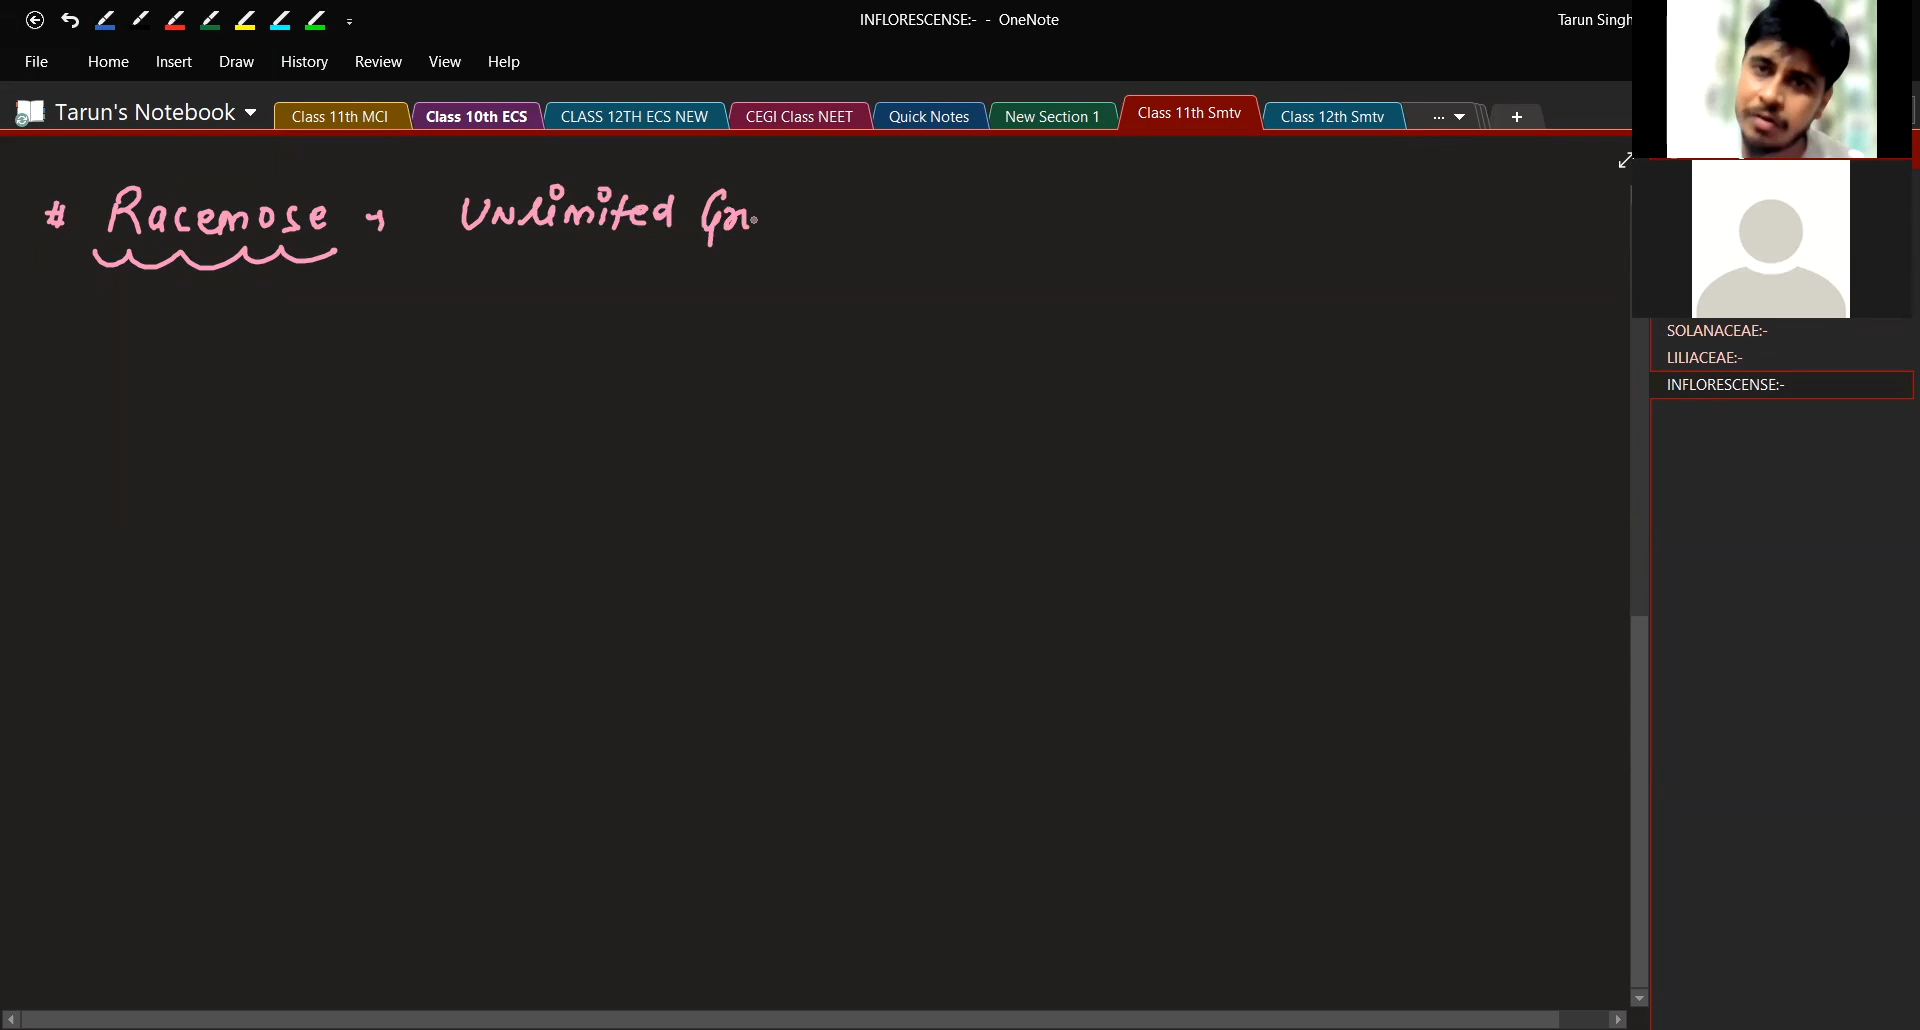 INFLORESCENSE:- - OneNote
Tarun Singh
File Home Insert Draw History Review View Help
Tarun's Notebook
Class 11th MCI
Class 10th ECS
CLASS 12TH ECS NEW
CEGI Class NEET
Quick Notes
New Section 1
Class 11th Smtv
Class 12th Smtv
...
+
# Racemose → Unlimited Gr
SOLANACEAE:-
LILIACEAE:-
INFLORESCENSE:-